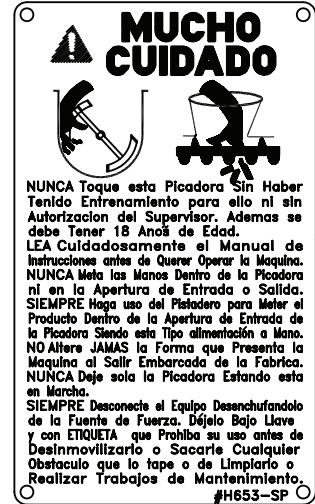 MUCHO
CUIDADO
NUNCA Toque esta Picadora Sin Haber
Tenido Entrenamiento para ello ni sin
Autorizacion del Supervisor. Ademas se
debe Tener 18 Anos de Edad.
LEA Cuidadosamente el Manual de
Instrucciones antes de Querer Operar la Maquina.
NUNCA Meta las Manos Dentro de la Picadora
ni en la Apertura de Entrada o Salida.
SIEMPRE Haga uso del Pistadero para Meter el
Producto Dentro de la Apertura de Entrada de
la Picadora Siendo esta Tipo alimentación a Mano.
NO Altere JAMAS la Forma que Presenta la
Maquina al Salir Embarcada de la Fabrica.
NUNCA Deje sola la Picadora Estando esta
en Marcha.
SIEMPRE Desconecte el Equipo Desenchufandolo
de la Fuente de Fuerza. Déjelo Bajo Llave
y con ETIQUETA que Prohiba su uso antes de
Desinmovilizarlo o Sacarle Cualquier
Obstaculo que lo tape o de Limpiarlo o
Realizar Trabajos de Mantenimiento.
#H653-SP